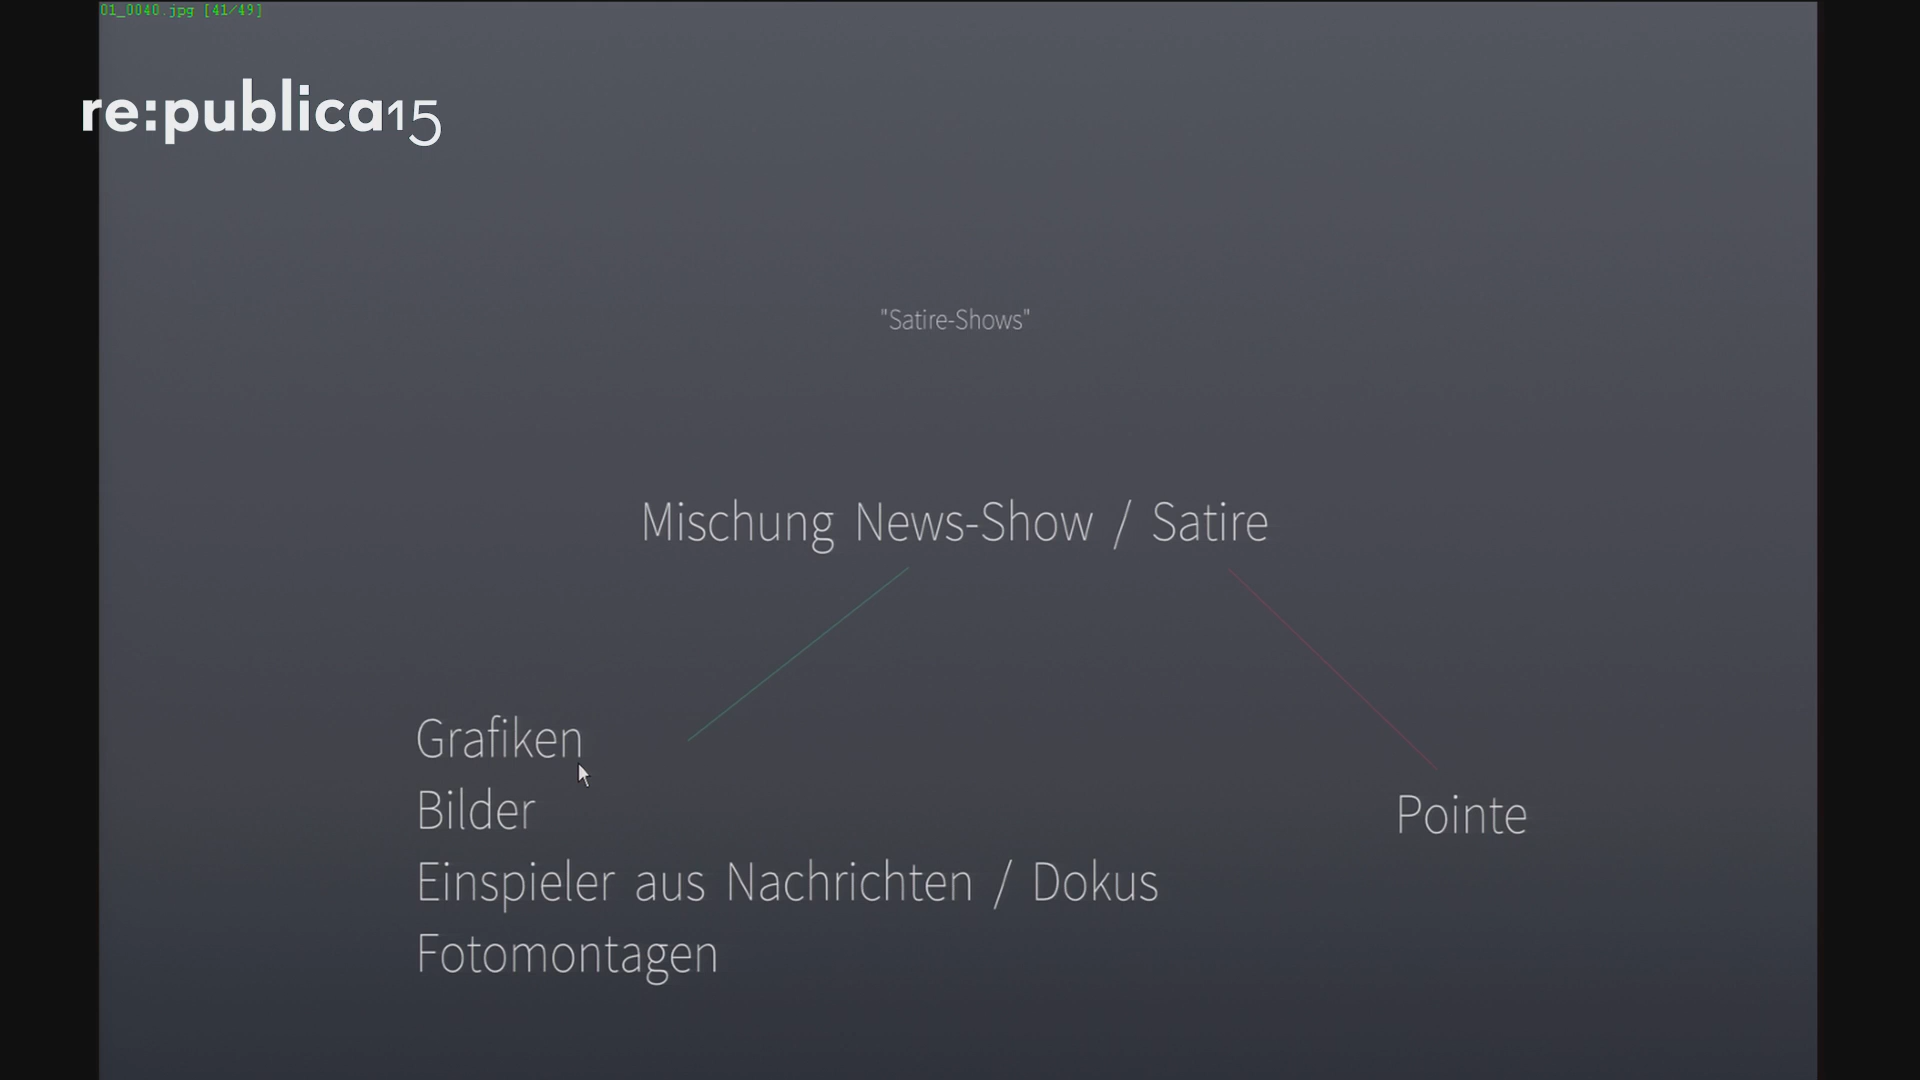 01_0040.jpg [41/49]
re:publica15
"Satire-Shows"
Mischung News-Show / Satire
Grafiken
Bilder
Pointe
Einspieler aus Nachrichten / Dokus
Fotomontagen